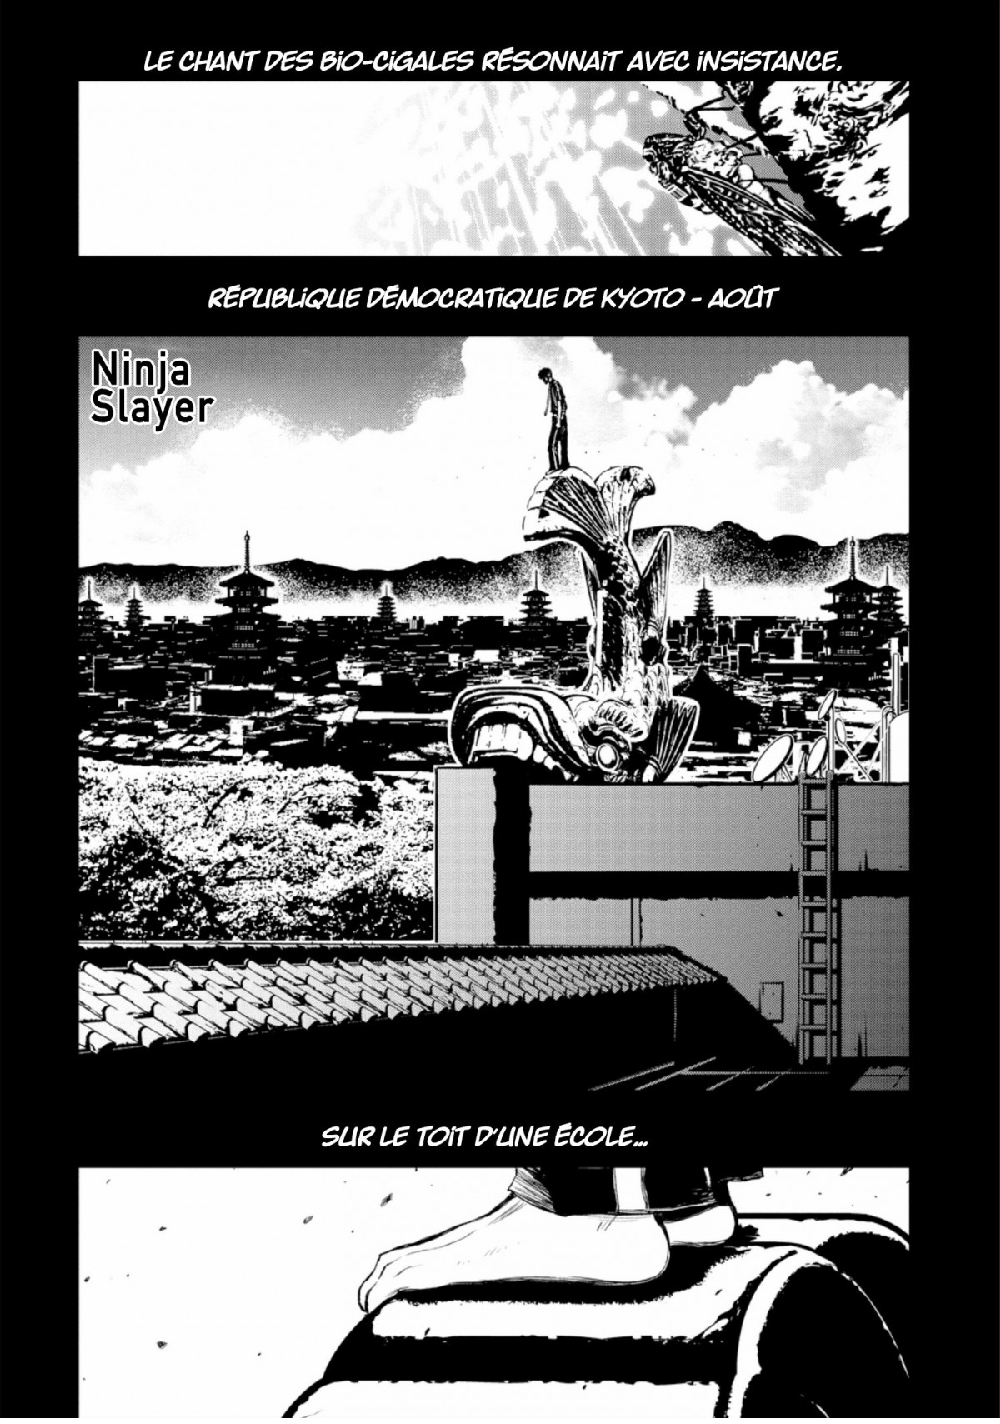 LE CHANT DES BIO-CIGALES RÉSONNAIT AVEC INSISTANCE.
RÉPUBLIQUE DÉMOCRATIQUE DE KYOTO - AOÛT
Ninja
Slayer
SUR LE TOIT D'UNE ÉCOLE...